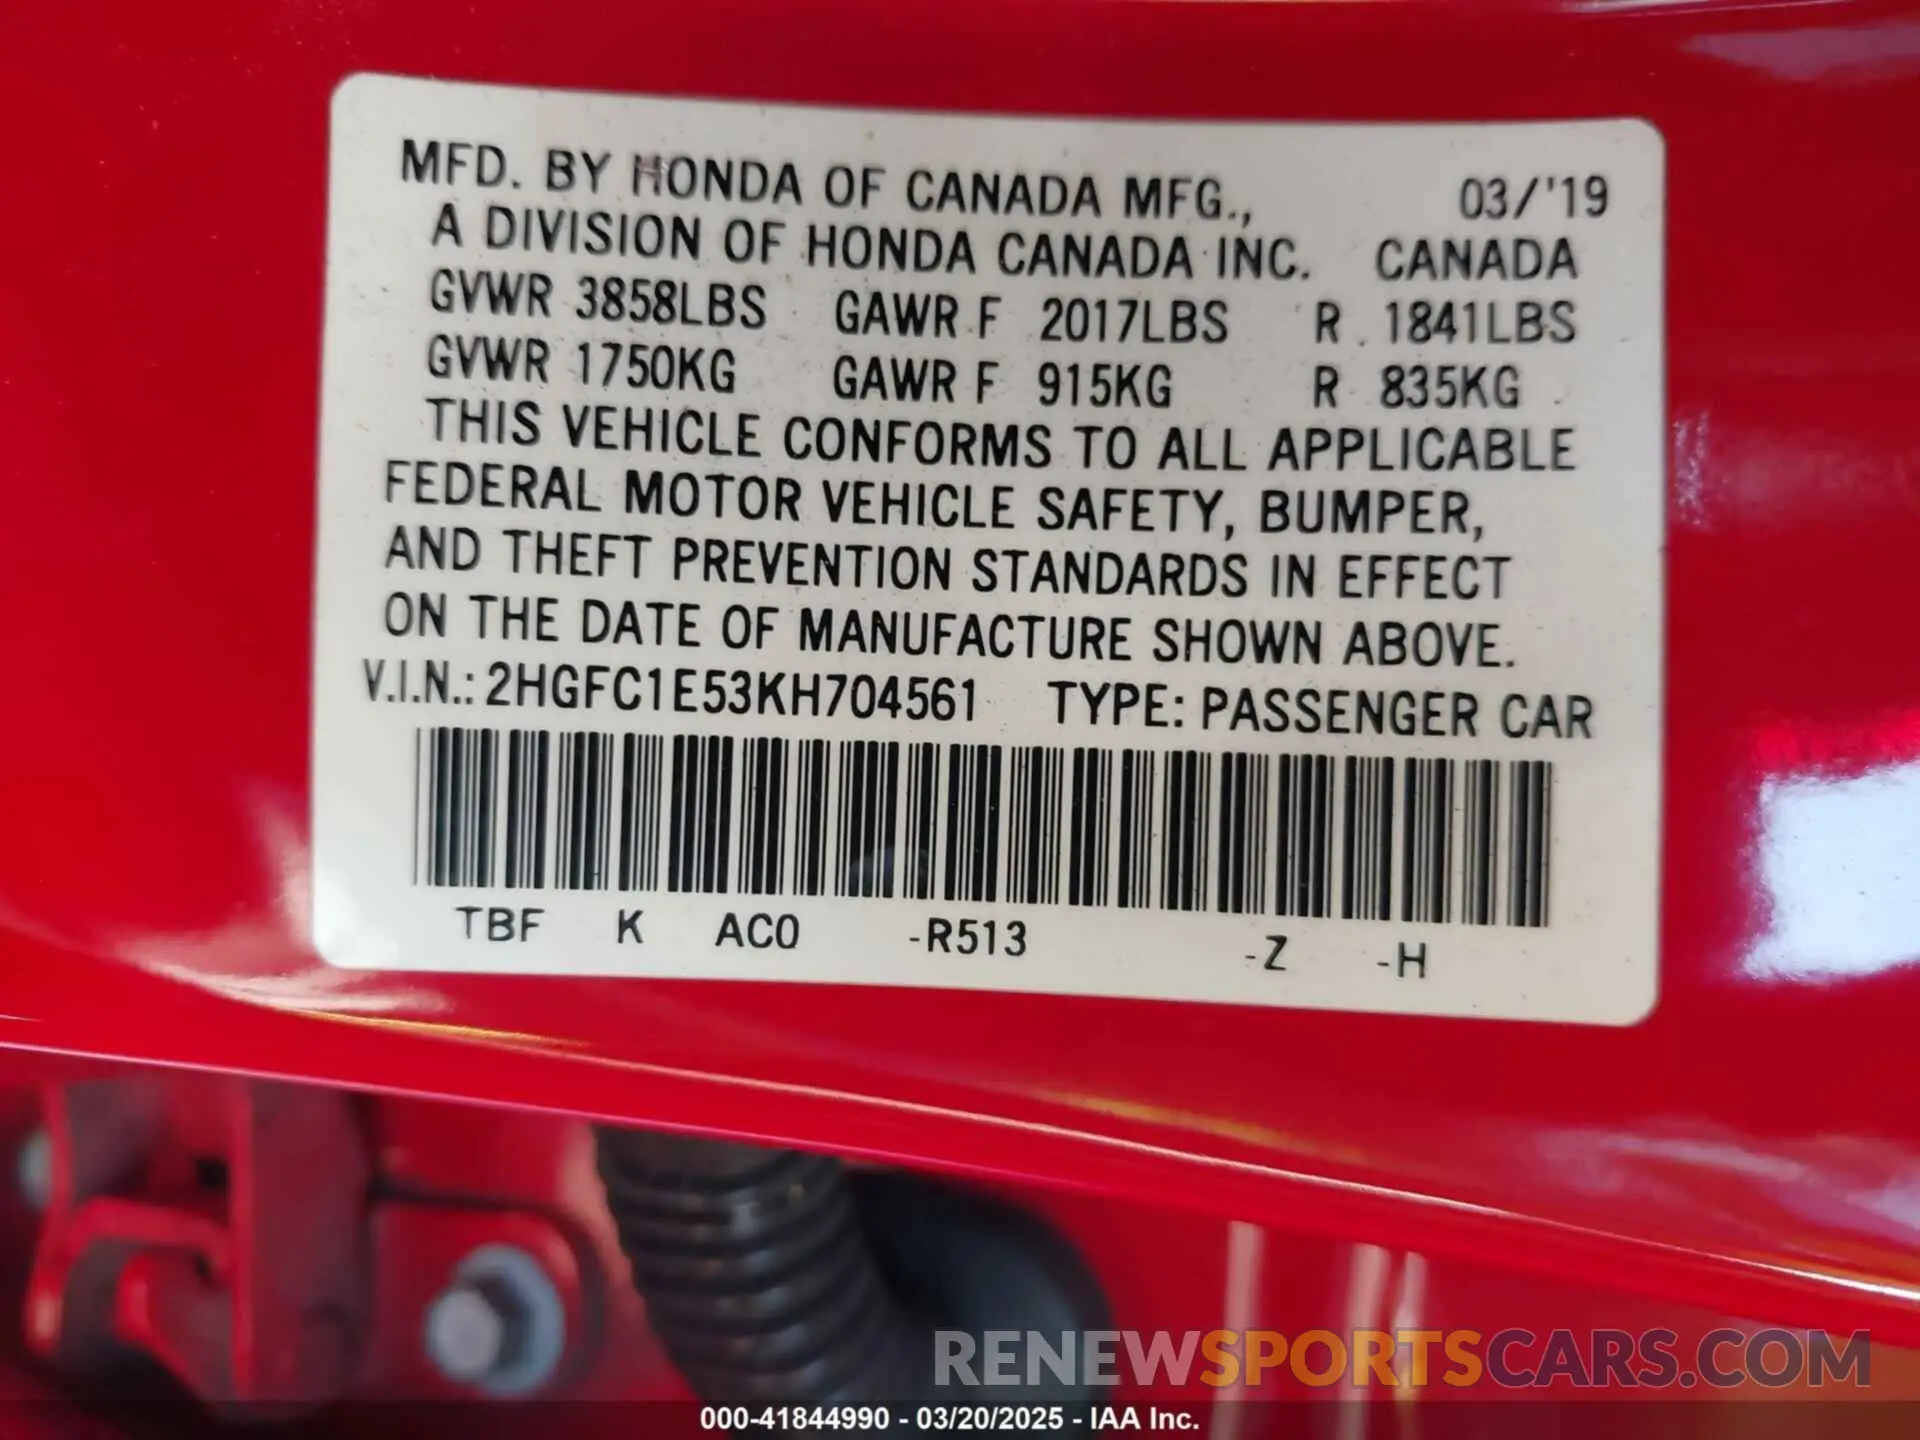 MFD. BY HONDA OF CANADA MFG., 03/'19
A DIVISION OF HONDA CANADA INC. CANADA
GVWR 3858LBS GAWR F 2017LBS R 1841LBS
GVWR 1750KG GAWR F 915KG R 835KG
THIS VEHICLE CONFORMS TO ALL APPLICABLE
FEDERAL MOTOR VEHICLE SAFETY, BUMPER,
AND THEFT PREVENTION STANDARDS IN EFFECT
ON THE DATE OF MANUFACTURE SHOWN ABOVE.
V.I.N.: 2HGFC1E53KH704561 TYPE: PASSENGER CAR
TBF K AC0 -R513 -Z -H
RENEWSPORTSCARS.COM
000-41844990 - 03/20/2025 - IAA Inc.